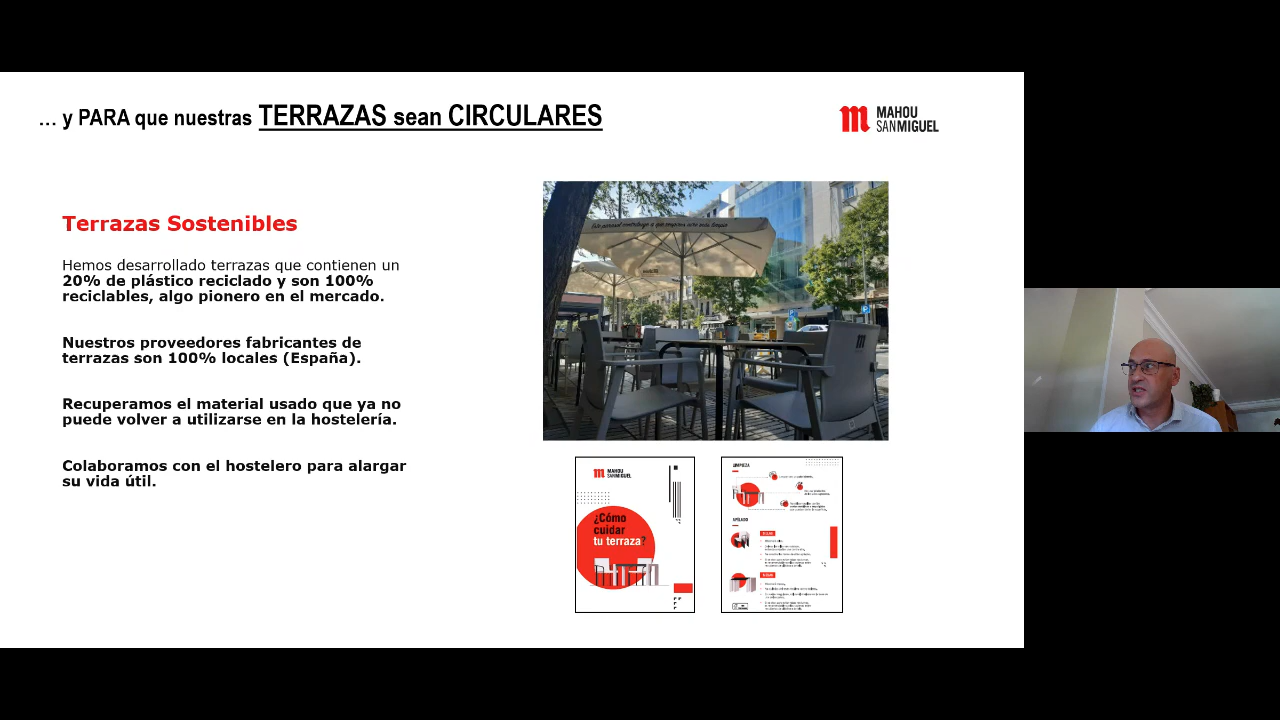 ... y PARA que nuestras TERRAZAS sean CIRCULARES
MAHOU
SANMIGUEL
Terrazas Sostenibles
Hemos desarrollado terrazas que contienen un
20% de plástico reciclado y son 100%
reciclables, algo pionero en el mercado.
Nuestros proveedores fabricantes de
terrazas son 100% locales (España).
Recuperamos el material usado que ya no
puede volver a utilizarse en la hostelería.
Colaboramos con el hostelero para alargar
su vida útil.
MAHOU
SANMIGUEL
¿Cómo
cuidar
tu terraza?
LIMPIEZA
APILADO